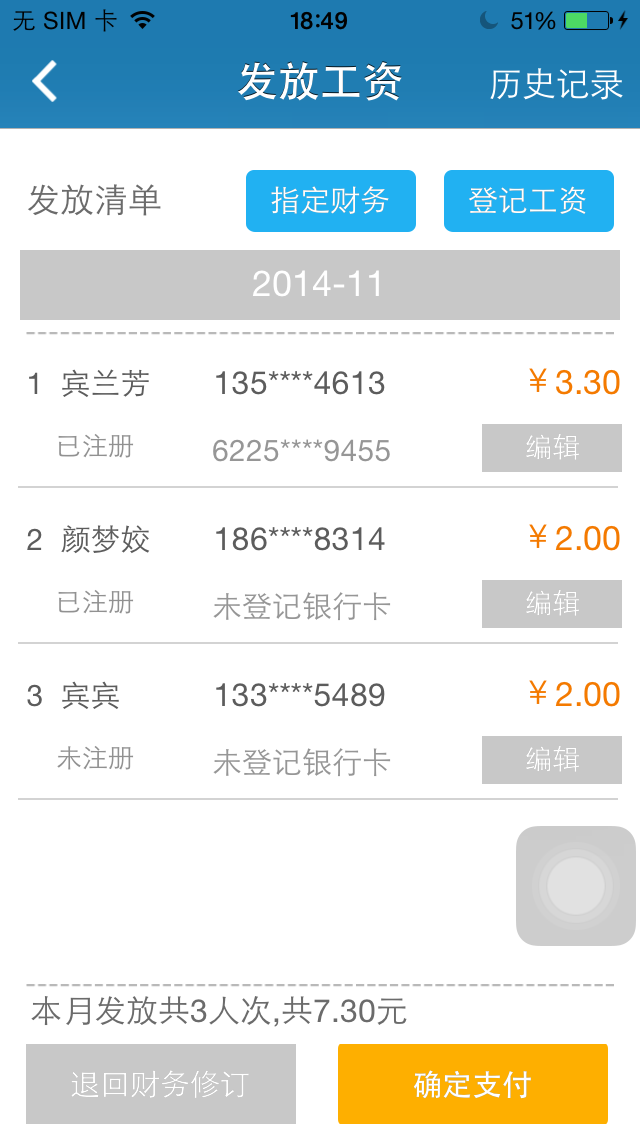 无 SIM 卡 18:49 51%
发放工资 历史记录
发放清单 指定财务 登记工资
2014-11
1 宾兰芳 135****4613 ¥3.30
已注册 6225****9455 编辑
2 颜梦姣 186****8314 ¥2.00
已注册 未登记银行卡 编辑
3 宾宾 133****5489 ¥2.00
未注册 未登记银行卡 编辑
本月发放共3人次,共7.30元
退回财务修订 确定支付